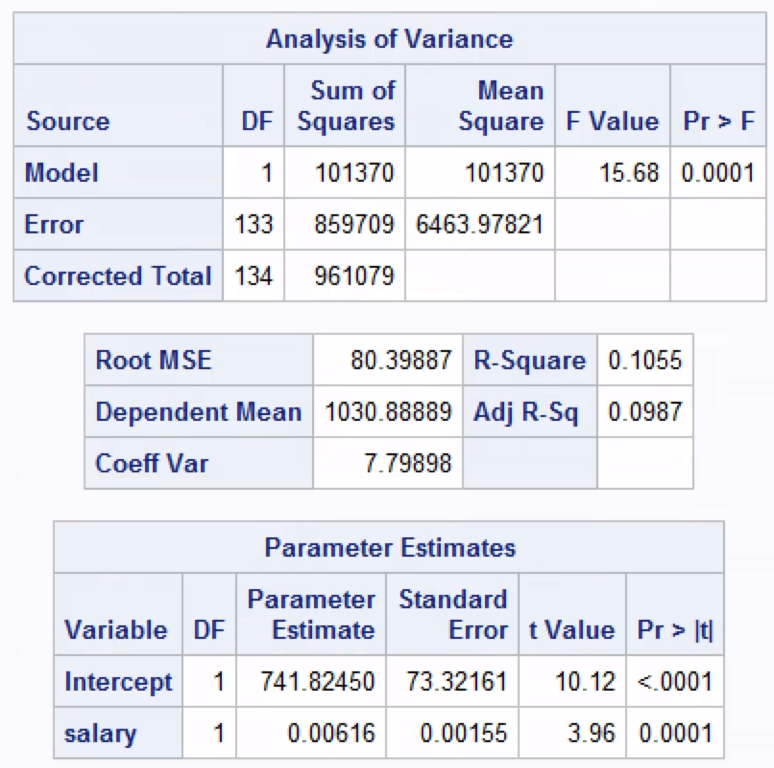 Analysis of Variance
Source DF Sum of Squares Mean Square F Value Pr > F
Model 1 101370 101370 15.68 0.0001
Error 133 859709 6463.97821
Corrected Total 134 961079
Root MSE 80.39887 R-Square 0.1055
Dependent Mean 1030.88889 Adj R-Sq 0.0987
Coeff Var 7.79898
Parameter Estimates
Variable DF Parameter Estimate Standard Error t Value Pr > |t|
Intercept 1 741.82450 73.32161 10.12 <.0001
salary 1 0.00616 0.00155 3.96 0.0001